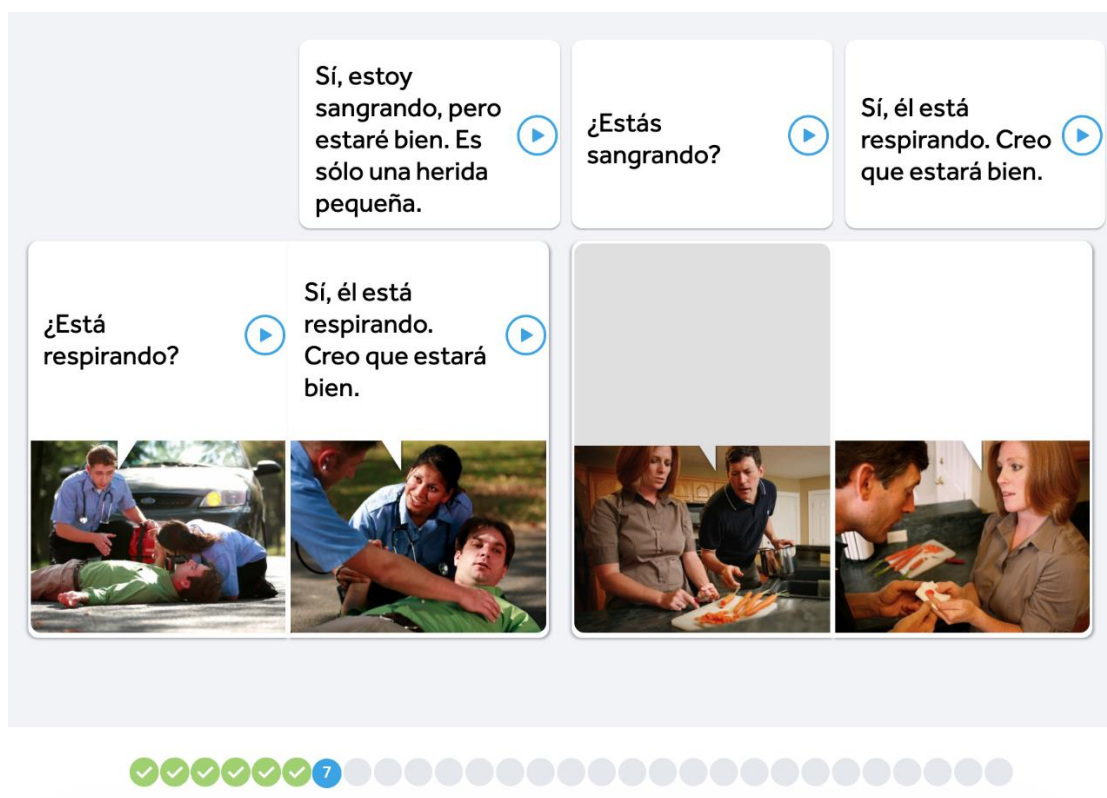 Sí, estoy
sangrando, pero
estaré bien. Es
sólo una herida
pequeña.
¿Estás
sangrando?
Sí, él está
respirando. Creo
que estará bien.
¿Está
respirando?
Sí, él está
respirando.
Creo que estará
bien.
7